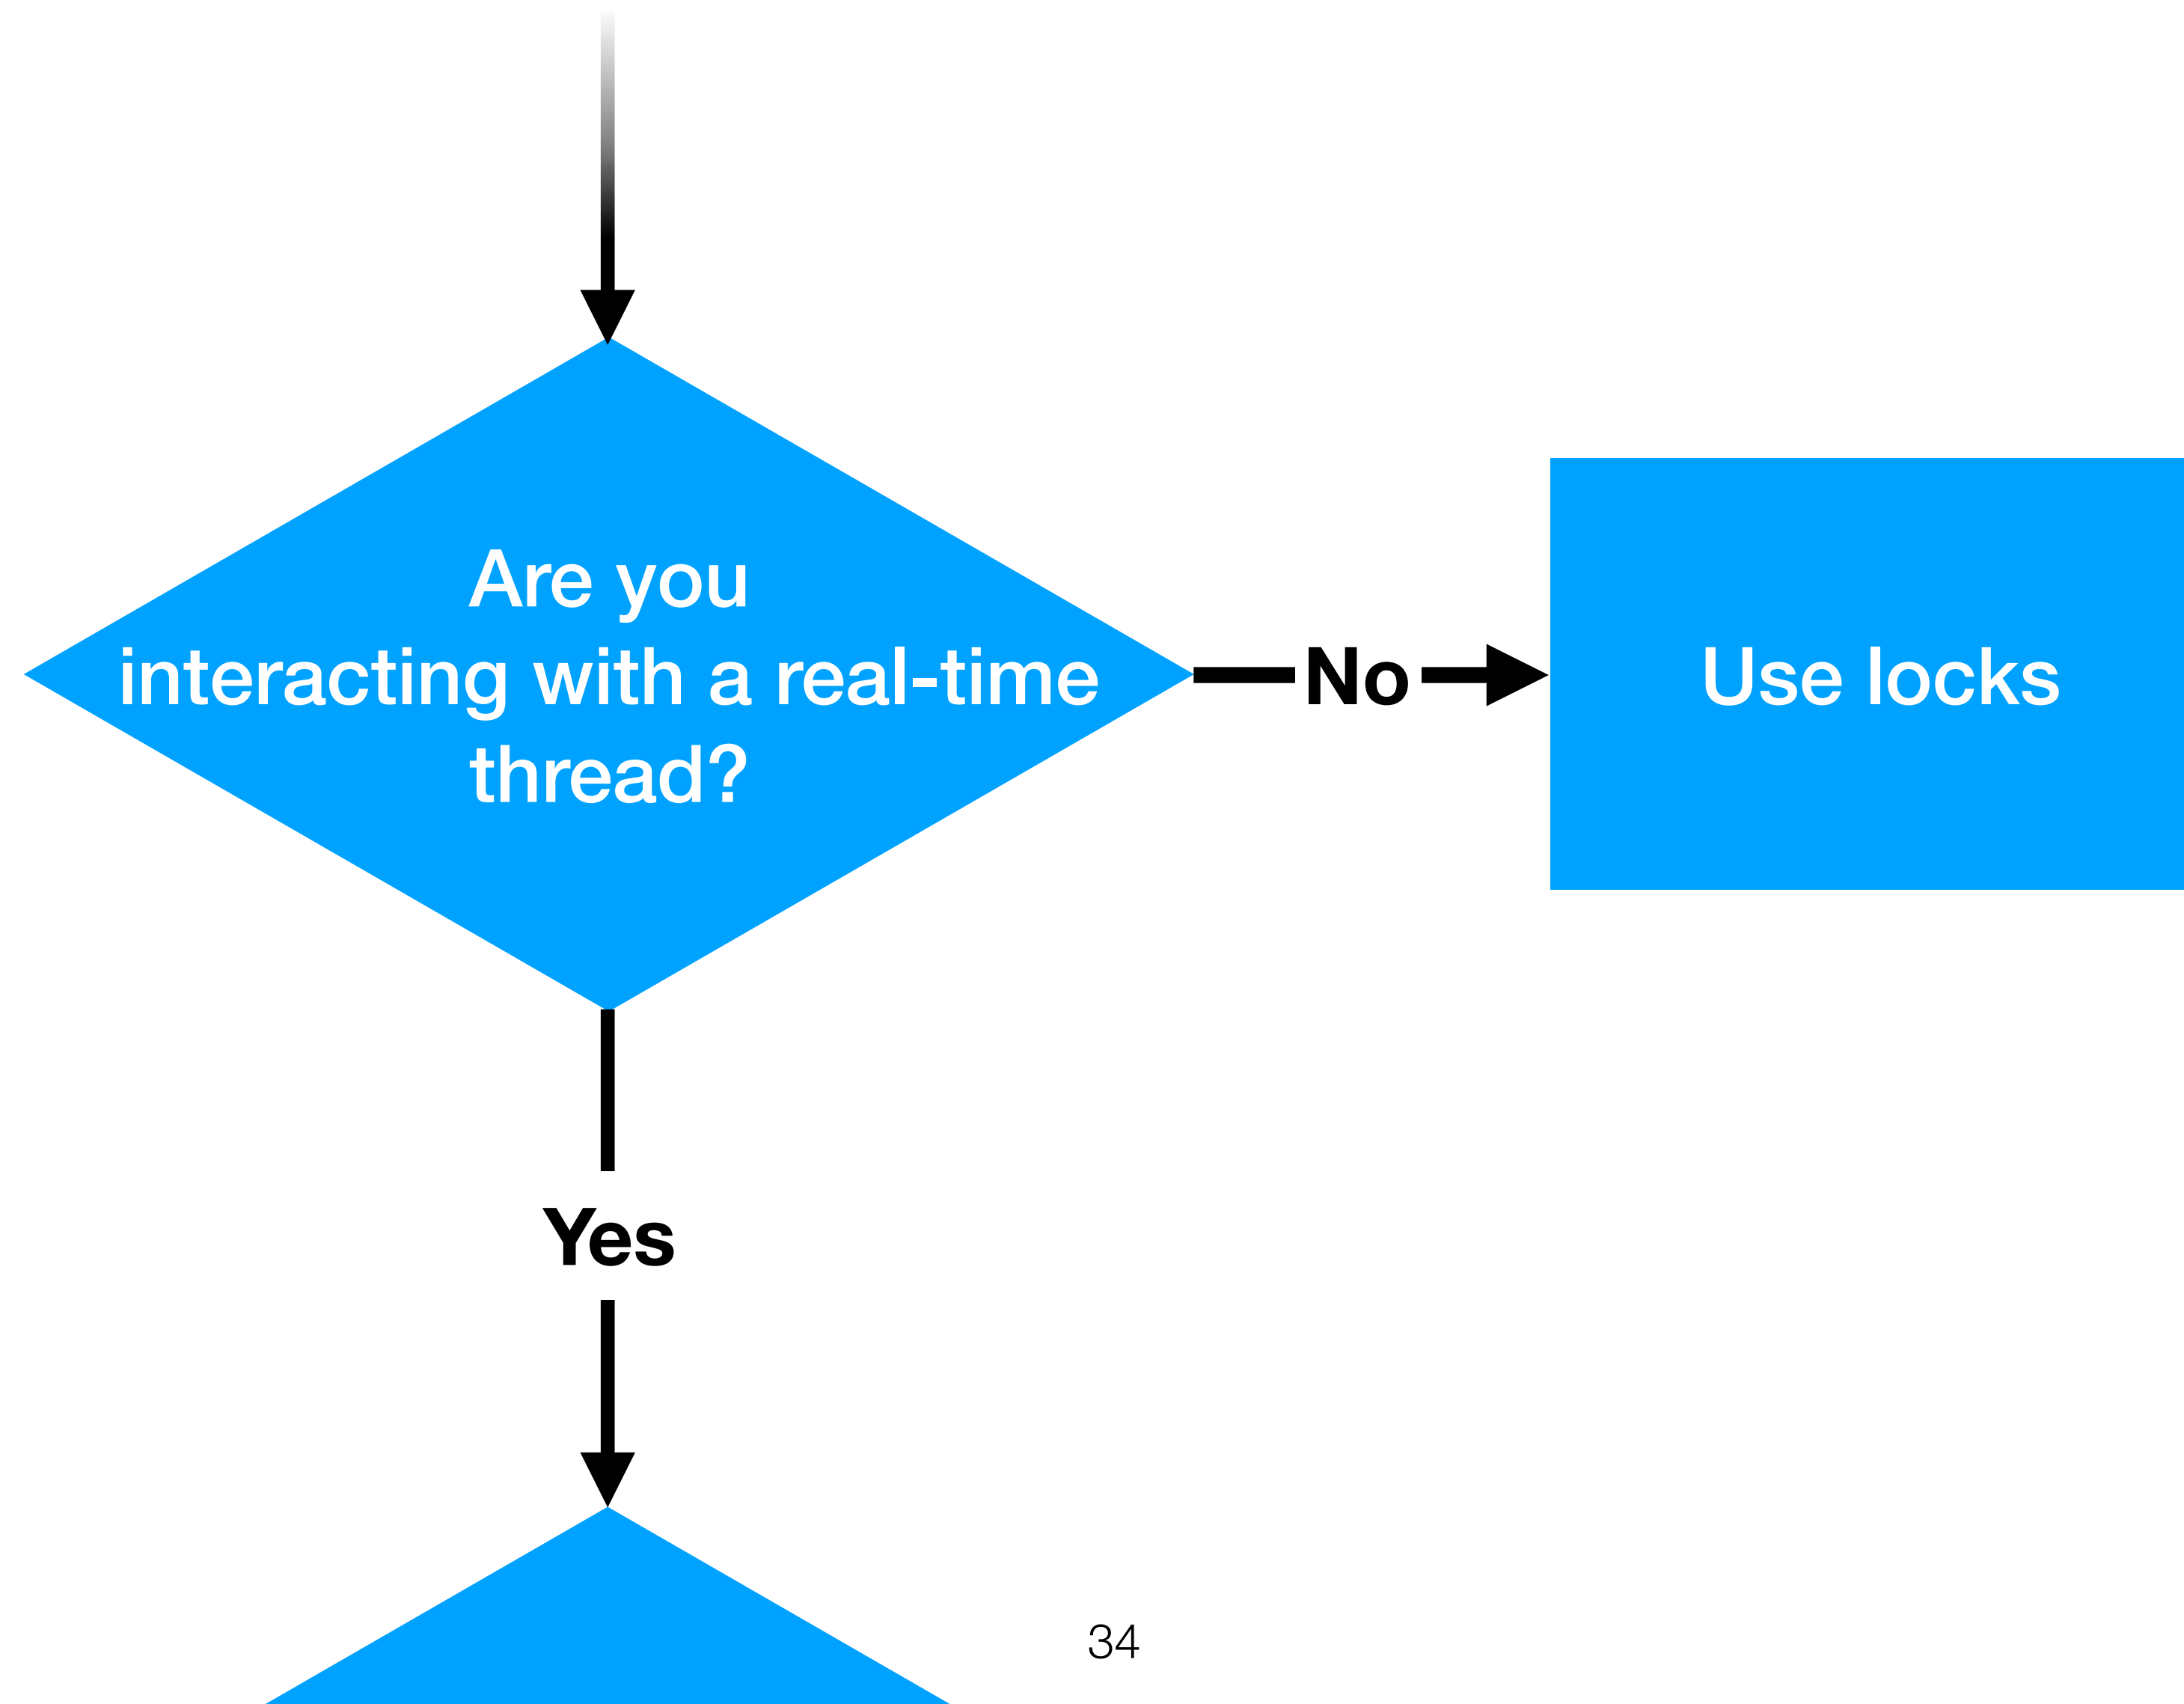 Are you
interacting with a real-time
thread?
No
Use locks
Yes
34